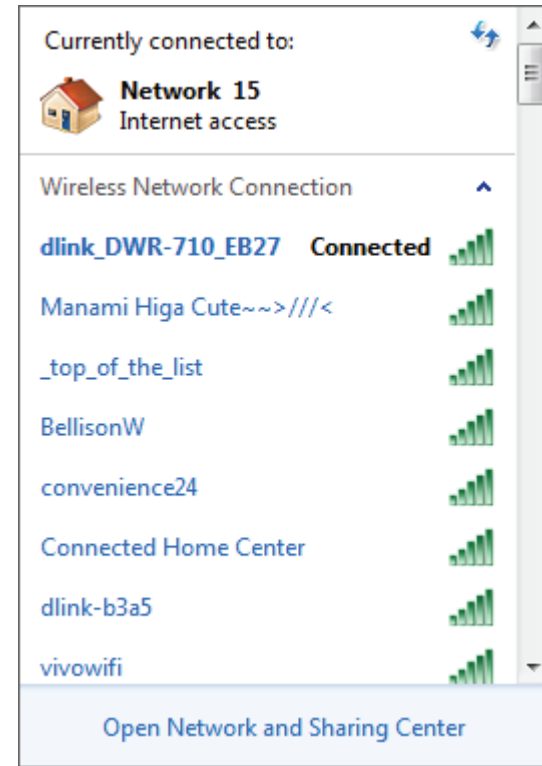 Currently connected to:
Network 15
Internet access
Wireless Network Connection
dlink_DWR-710_EB27 Connected
Manami Higa Cute~~>///<
_top_of_the_list
BellisonW
convenience24
Connected Home Center
dlink-b3a5
vivowifi
Open Network and Sharing Center